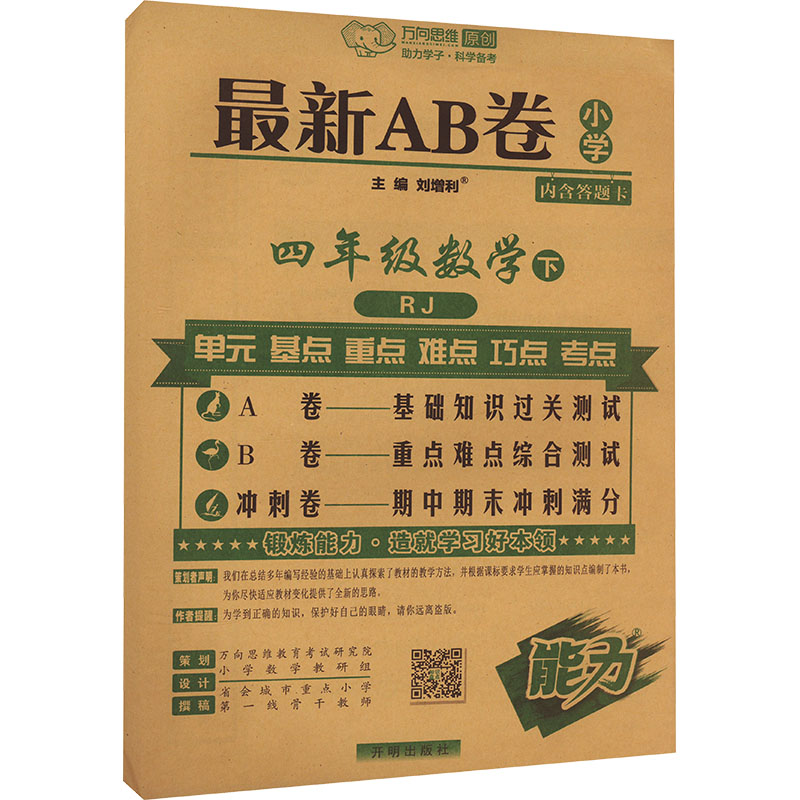 万向思维 原创
助力学子·科学备考
最新AB卷 小学
主 编 刘增利®
内含答题卡
四年级数学 下
RJ
单元 基点 重点 难点 巧点 考点
A 卷——基础知识过关测试
B 卷——重点难点综合测试
冲刺卷——期中期末冲刺满分
★★★★★锻炼能力·造就学习好本领★★★★★
策划者声明: 我们在总结多年编写经验的基础上认真探索了教材的教学方法,并根据课标要求学生应掌握的知识点编制了本书,
为你尽快适应教材变化提供了全新的思路。
作者提醒: 为学到正确的知识,保护好自己的眼睛,请你远离盗版。
策划 万向思维教育考试研究院
小学数学教研组
设计 省会城市重点小学
撰稿 第一线骨干教师
能力®
开明出版社